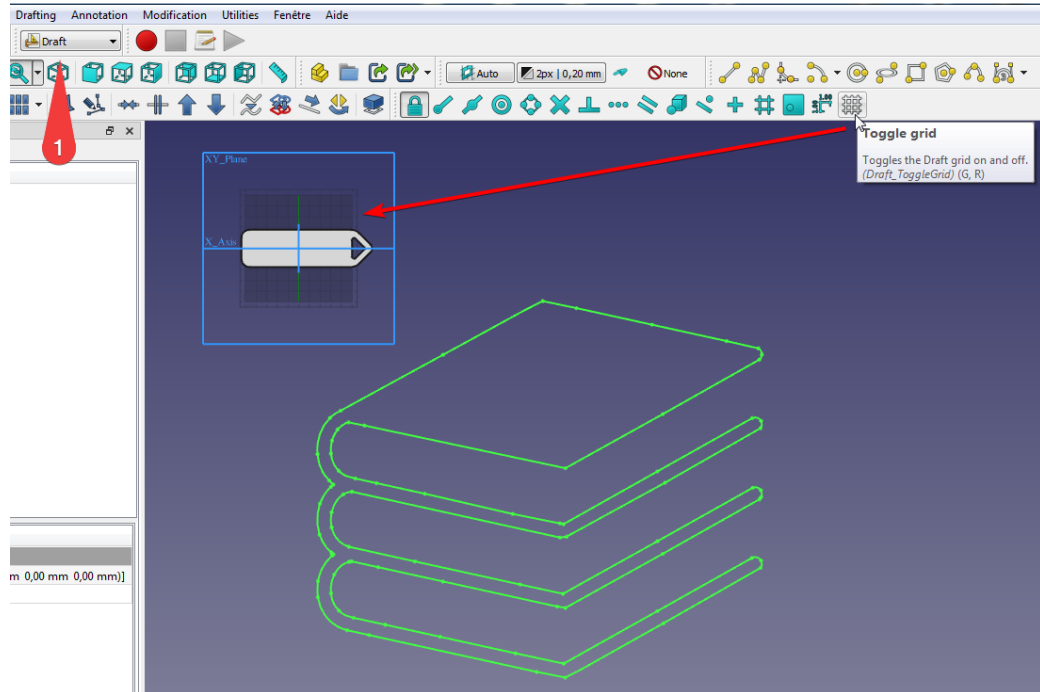 Drafting Annotation Modification Utilities Fenêtre Aide
Draft
Auto 2px | 0,20 mm None
1
Toggle grid
Toggles the Draft grid on and off.
(Draft_ToggleGrid) (G, R)
XY_Plane
X_Axis
m 0,00 mm 0,00 mm)]